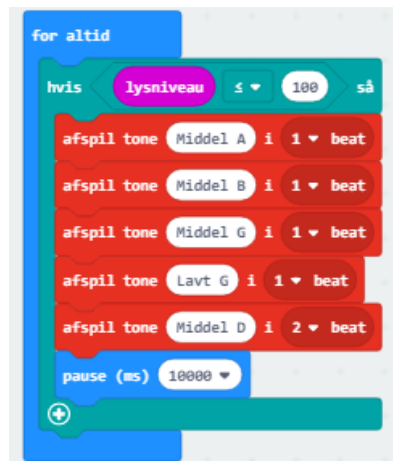 for altid
hvis lysniveau ≤ 100 så
afspil tone Middel A i 1 beat
afspil tone Middel B i 1 beat
afspil tone Middel G i 1 beat
afspil tone Lavt G i 1 beat
afspil tone Middel D i 2 beat
pause (ms) 10000